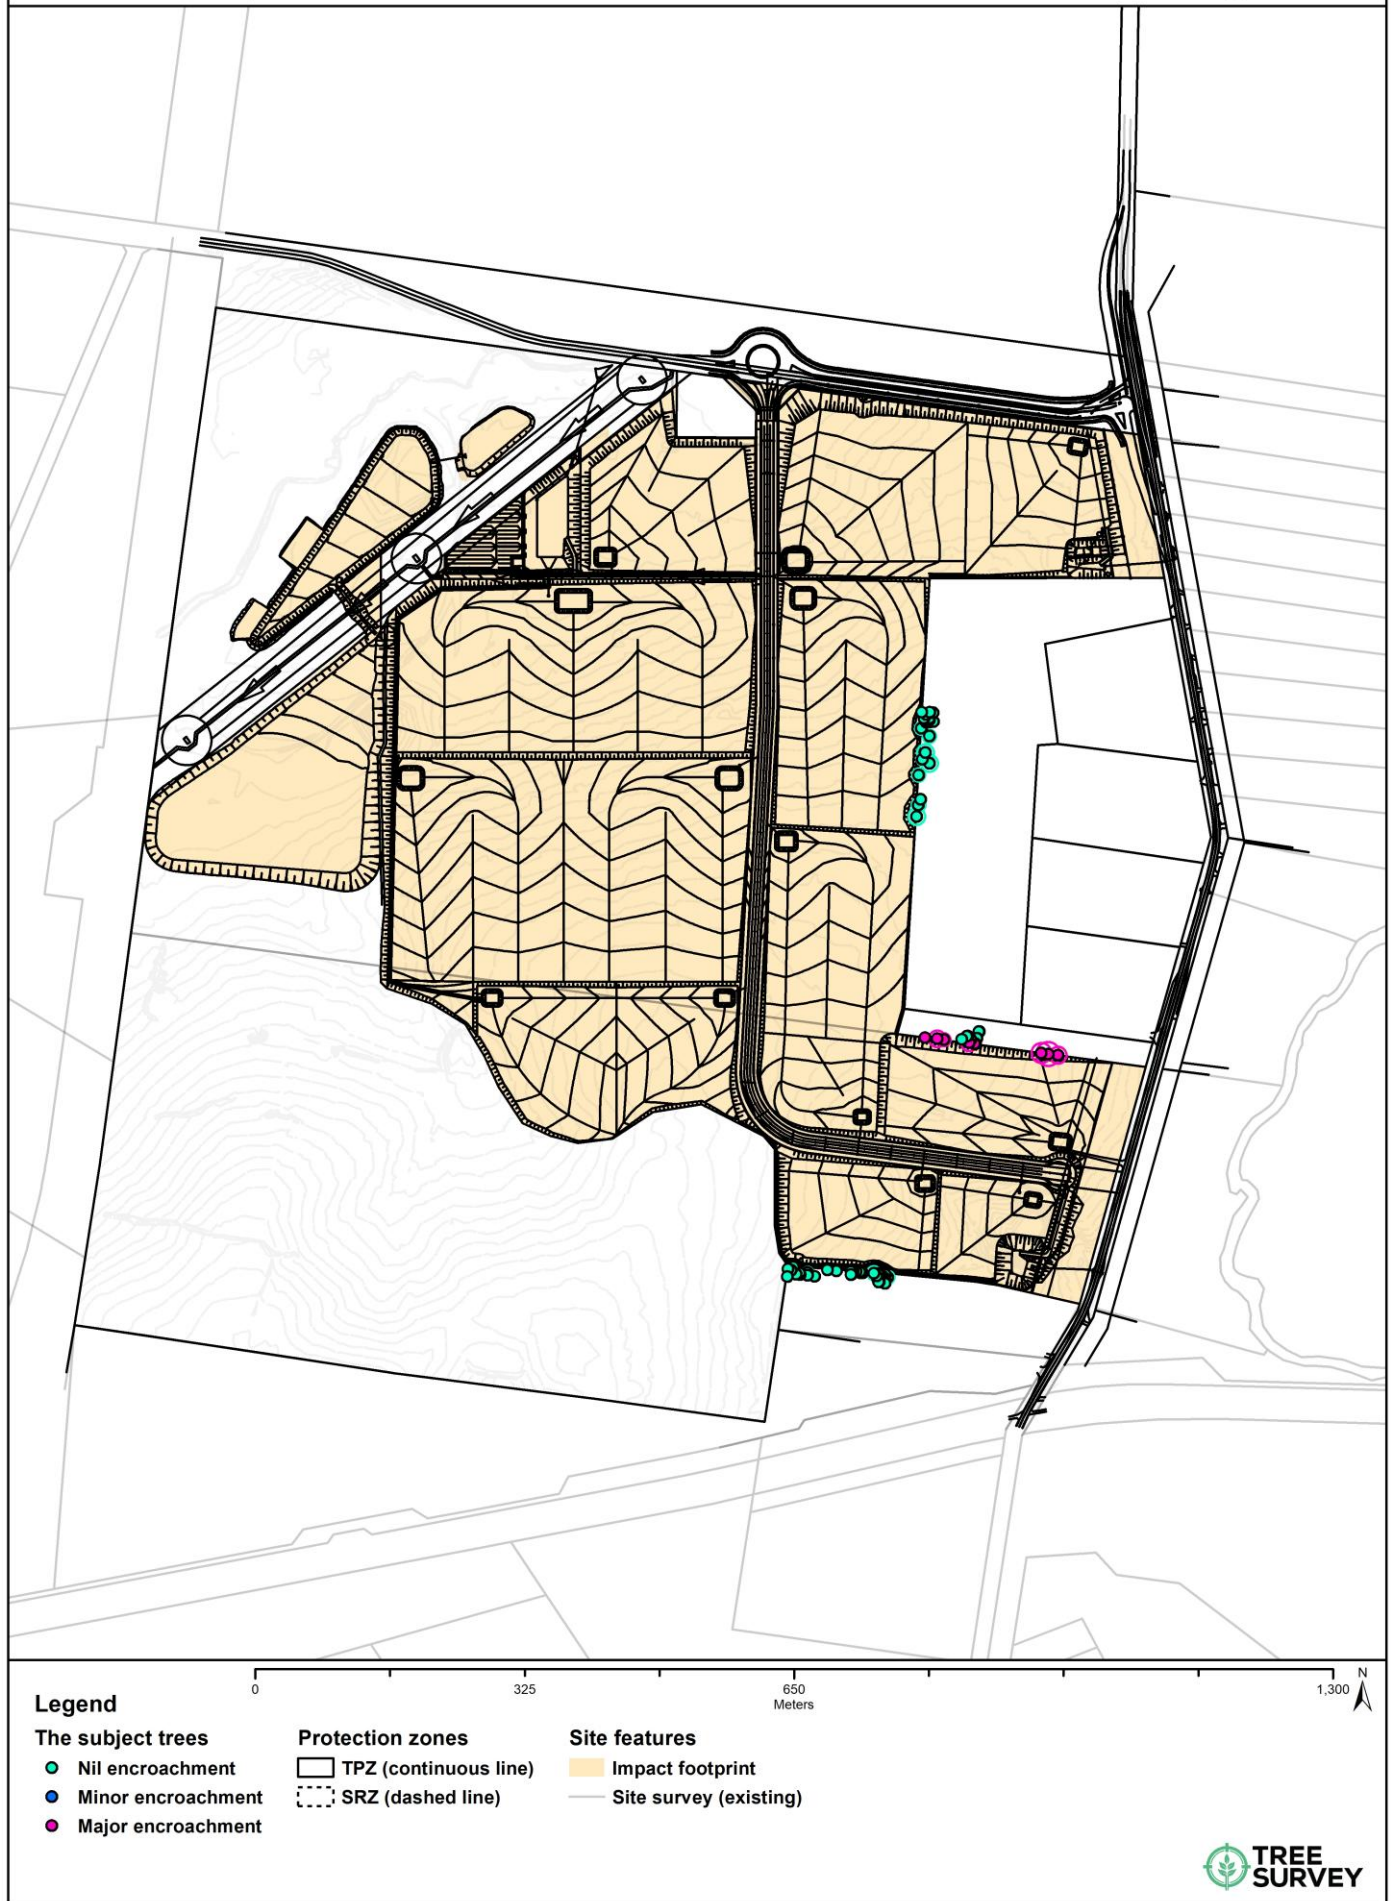 0 325 650 1,300
Meters
N
Legend
The subject trees
Nil encroachment
Minor encroachment
Major encroachment
Protection zones
TPZ (continuous line)
SRZ (dashed line)
Site features
Impact footprint
Site survey (existing)
TREE
SURVEY